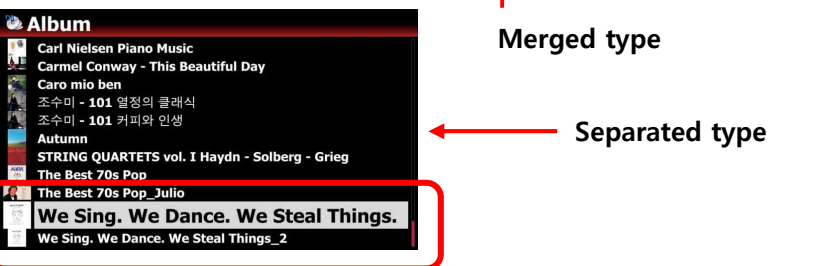 Album
Merged type
Carl Nielsen Piano Music
Carmel Conway - This Beautiful Day
Caro mio ben
조수미 - 101 열정의 클래식
조수미 - 101 커피와 인생
Separated type
Autumn
STRING QUARTETS vol. I Haydn - Solberg - Grieg
The Best 70s Pop
The Best 70s Pop_Julio
We Sing. We Dance. We Steal Things.
We Sing. We Dance. We Steal Things_2